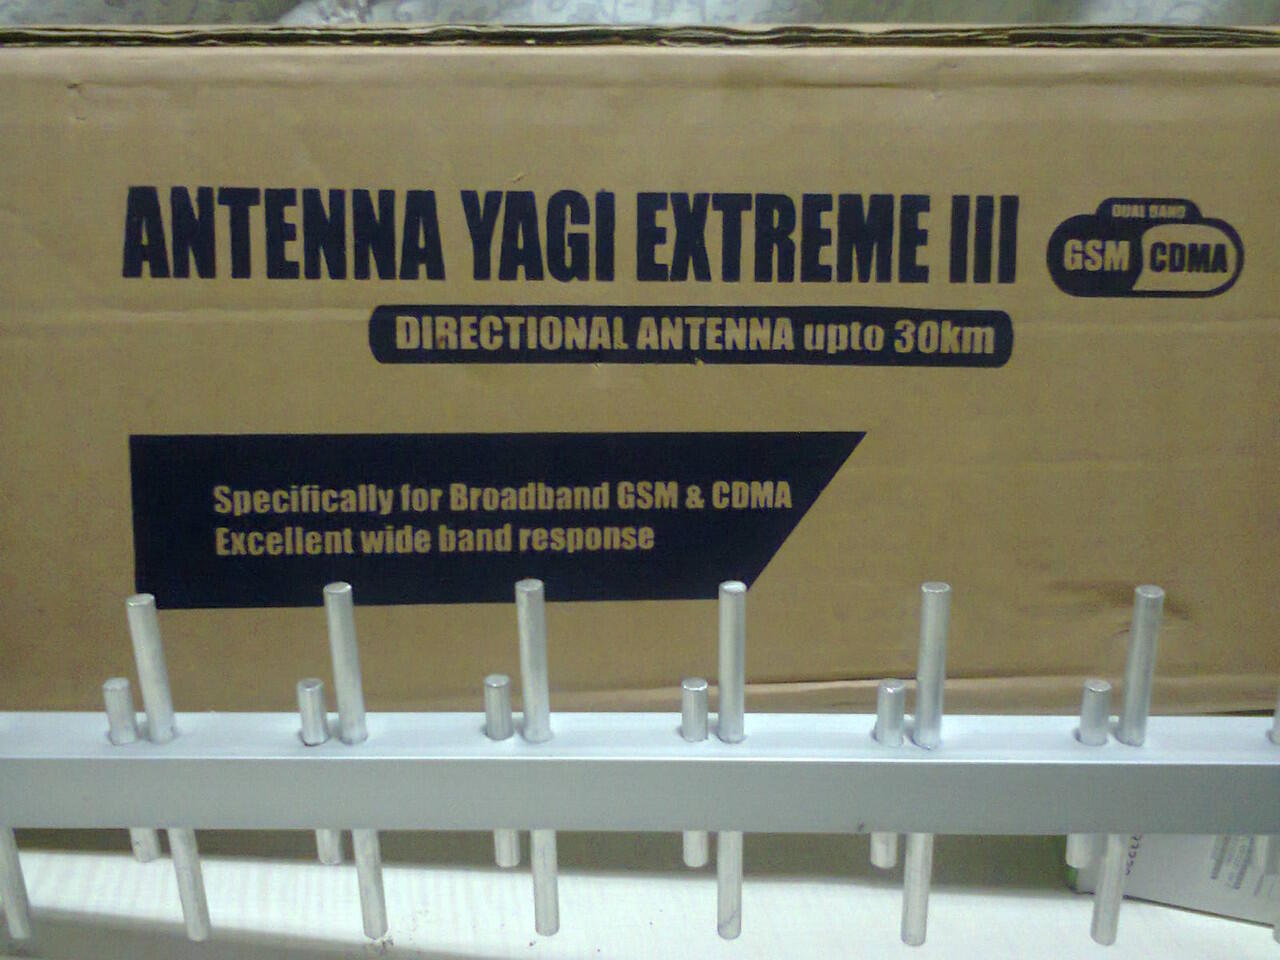 ANTENNA YAGI EXTREME III
DUAL BAND
GSM CDMA
DIRECTIONAL ANTENNA upto 30km
Specifically for Broadband GSM & CDMA
Excellent wide band response